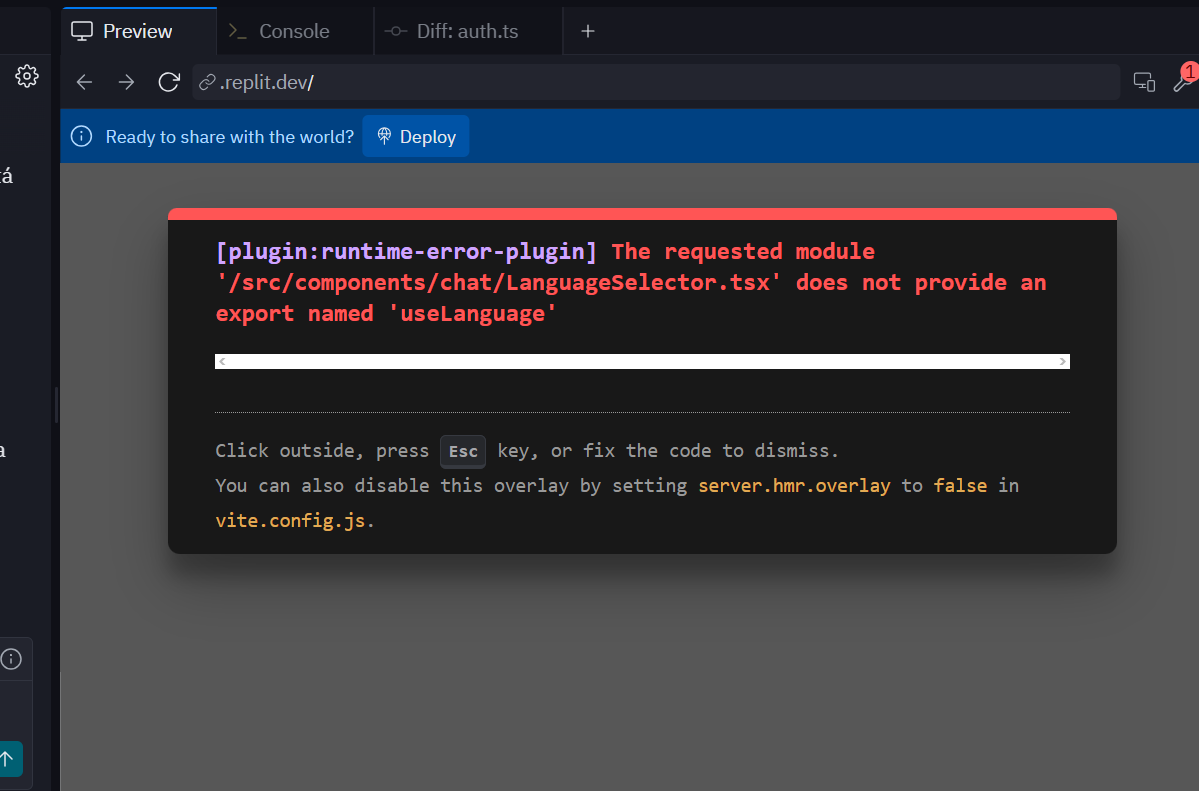 Preview
Console
Diff: auth.ts
.replit.dev/
1
Ready to share with the world?
Deploy
á
[plugin:runtime-error-plugin] The requested module
'/src/components/chat/LanguageSelector.tsx' does not provide an
export named 'useLanguage'
a
Click outside, press Esc key, or fix the code to dismiss.
You can also disable this overlay by setting server.hmr.overlay to false in
vite.config.js.